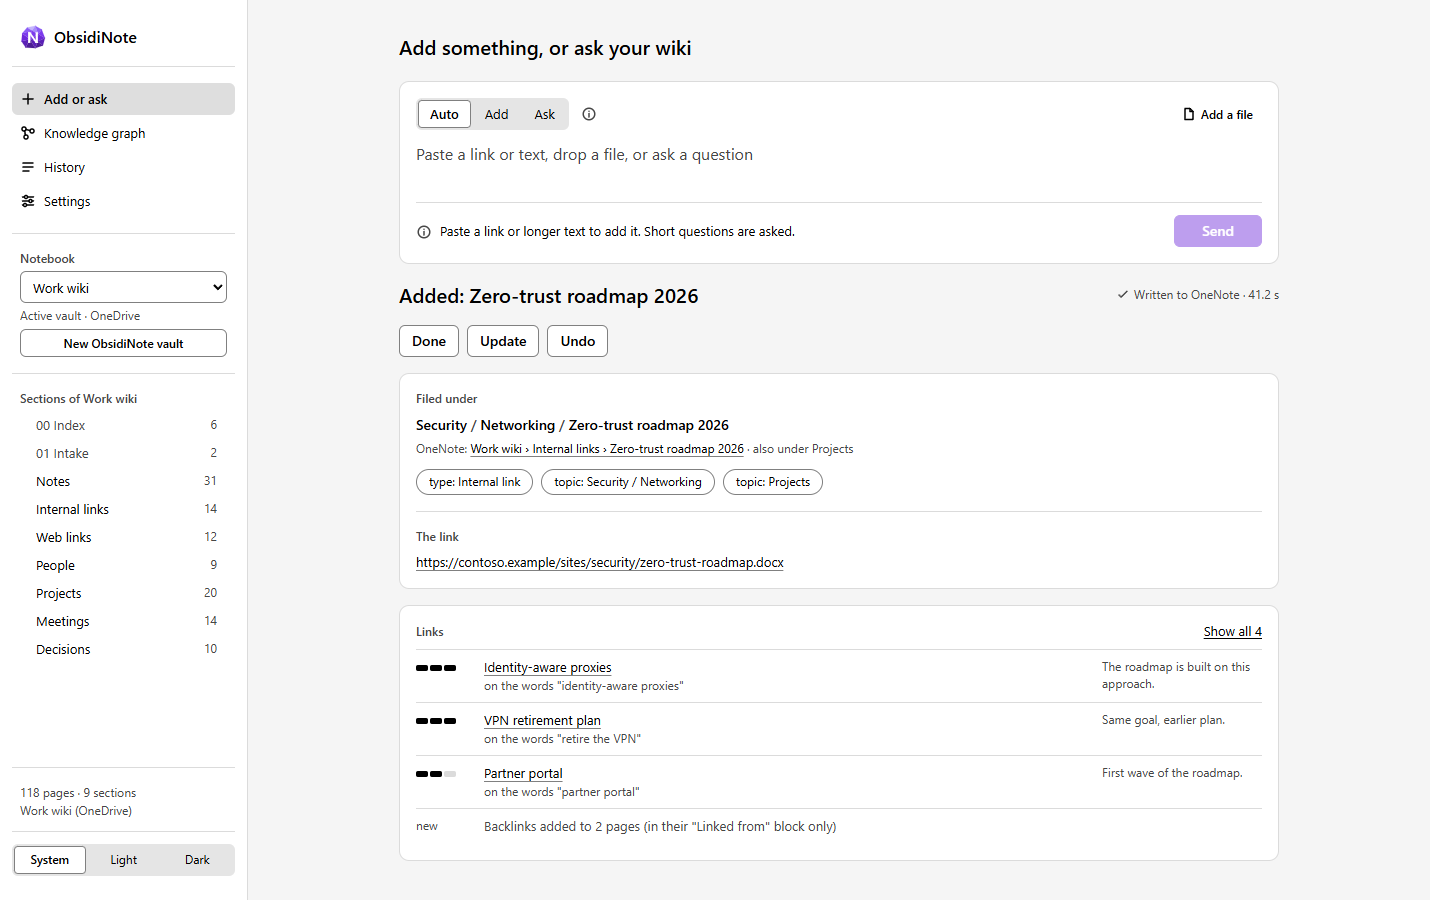 ObsidiNote
Add or ask
Knowledge graph
History
Settings
Notebook
Work wiki
Active vault · OneDrive
New ObsidiNote vault
Sections of Work wiki
00 Index 6
01 Intake 2
Notes 31
Internal links 14
Web links 12
People 9
Projects 20
Meetings 14
Decisions 10
118 pages · 9 sections
Work wiki (OneDrive)
System Light Dark
Add something, or ask your wiki
Auto Add Ask Add a file
Paste a link or text, drop a file, or ask a question
Paste a link or longer text to add it. Short questions are asked. Send
Added: Zero-trust roadmap 2026 Written to OneNote · 41.2 s
Done Update Undo
Filed under
Security / Networking / Zero-trust roadmap 2026
OneNote: Work wiki › Internal links › Zero-trust roadmap 2026 · also under Projects
type: Internal link topic: Security / Networking topic: Projects
The link
https://contoso.example/sites/security/zero-trust-roadmap.docx
Links Show all 4
Identity-aware proxies
on the words "identity-aware proxies"
The roadmap is built on this
approach.
VPN retirement plan Same goal, earlier plan.
on the words "retire the VPN"
Partner portal First wave of the roadmap.
on the words "partner portal"
new Backlinks added to 2 pages (in their "Linked from" block only)